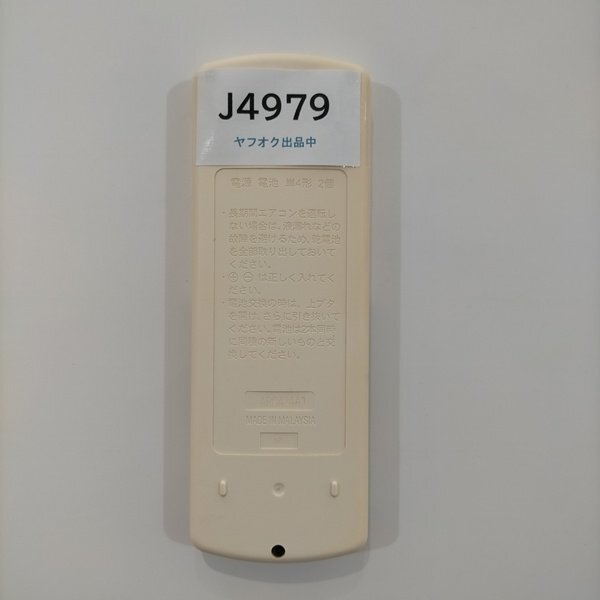 J4979
ヤフオク出品中
電源 電池 単4形 2個
・長期間エアコンを運転し
ない場合は、液漏れなどの
故障を避けるため、乾電池
を全部取り出しておいて
ください。
・⊕ ⊖ は正しく入れてく
ださい。
・電池交換の時は、上ブタ
を開け、さらに引き抜いて
ください。電池は2本同時
に同種の新しいものと交
換してください。
MADE IN MALAYSIA